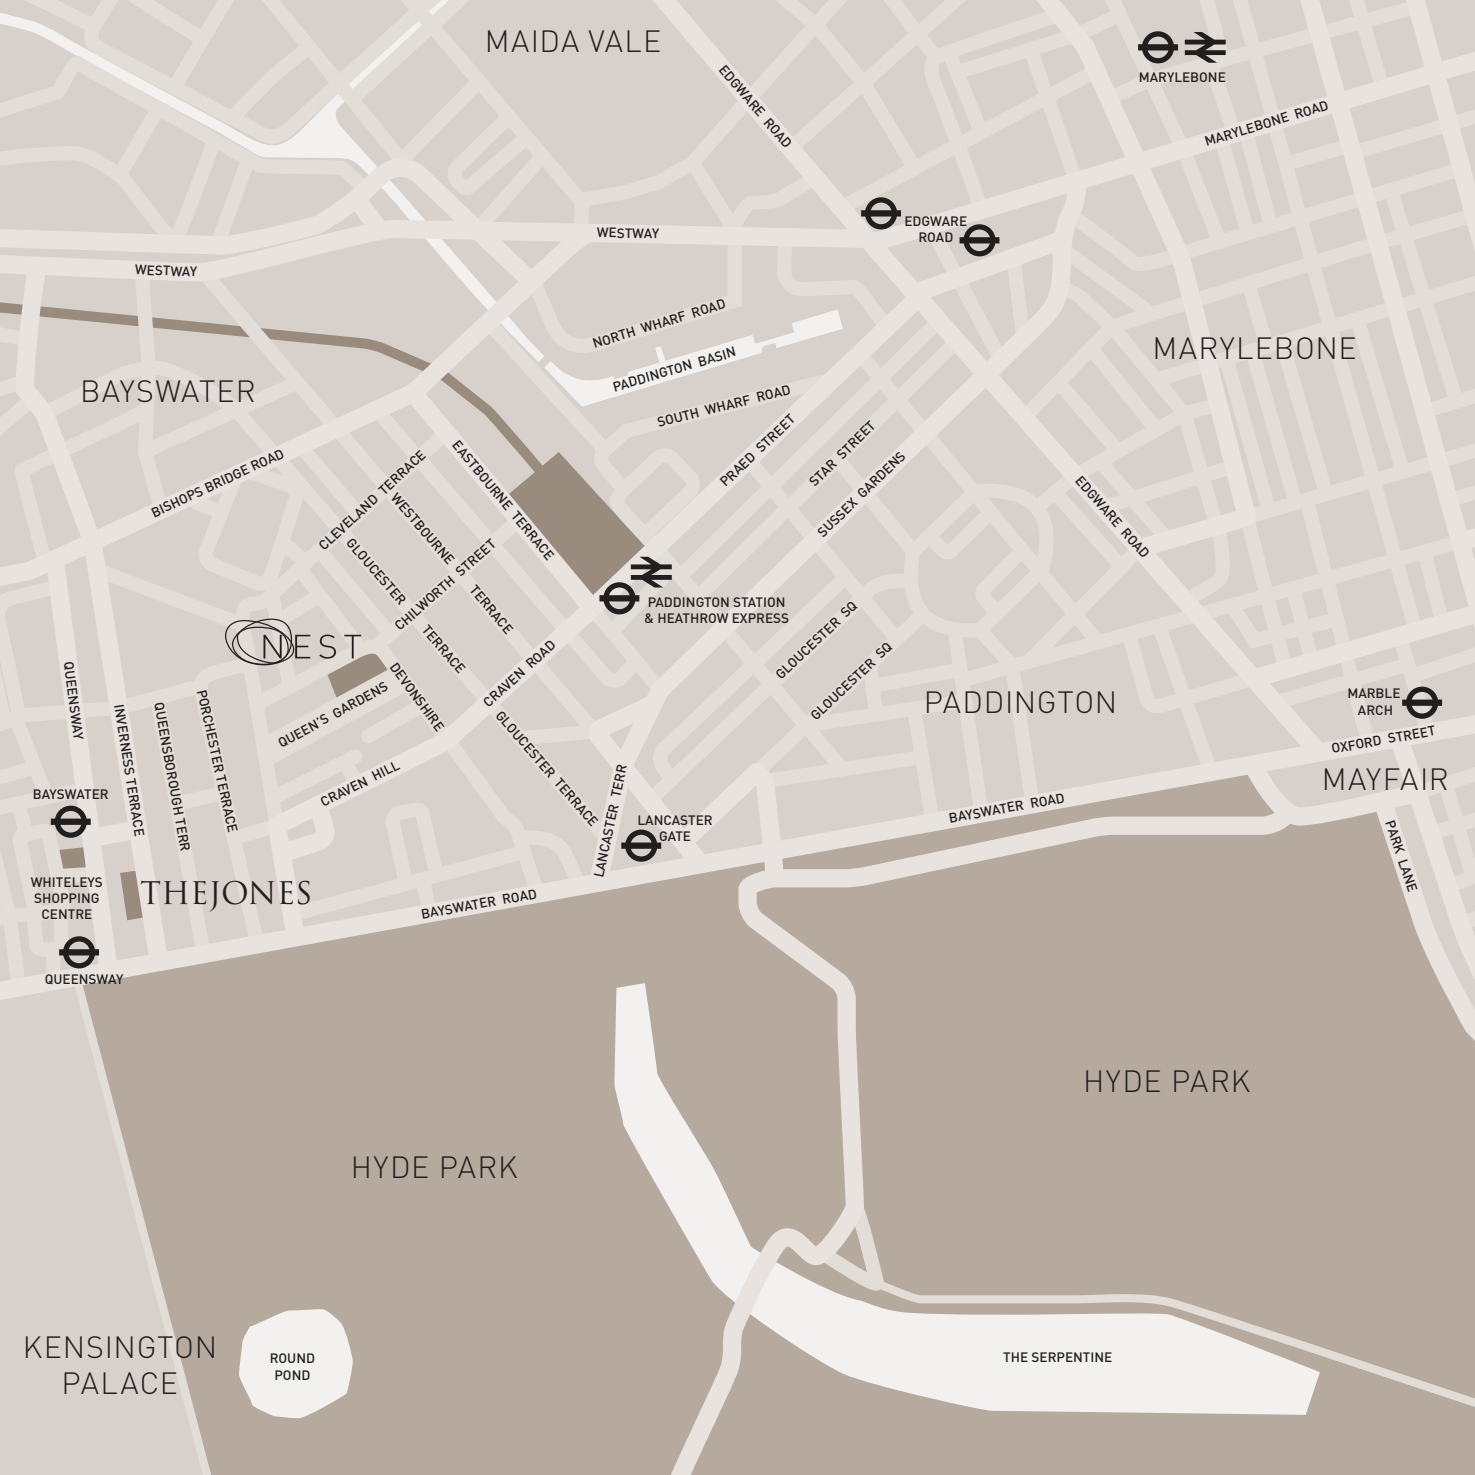 MAIDA VALE
MARYLEBONE
EDGWARE ROAD
MARYLEBONE ROAD
EDGWARE
ROAD
WESTWAY
WESTWAY
NORTH WHARF ROAD
PADDINGTON BASIN
SOUTH WHARF ROAD
MARYLEBONE
BAYSWATER
PRAED STREET
STAR STREET
SUSSEX GARDENS
BISHOPS BRIDGE ROAD
CLEVELAND TERRACE
EASTBOURNE TERRACE
WESTBOURNE
TERRACE
GLOUCESTER
TERRACE
CHILWORTH STREET
EDGWARE ROAD
PADDINGTON STATION
& HEATHROW EXPRESS
GLOUCESTER SQ
GLOUCESTER SQ
NEST
DEVONSHIRE
CRAVEN ROAD
QUEEN'S GARDENS
CRAVEN HILL
GLOUCESTER TERRACE
LANCASTER TERR
QUEENSWAY
INVERNESS TERRACE
QUEENSBOROUGH TERR
PORCHESTER TERRACE
PADDINGTON
MARBLE
ARCH
OXFORD STREET
MAYFAIR
BAYSWATER
LANCASTER
GATE
BAYSWATER ROAD
PARK LANE
WHITELEYS
SHOPPING
CENTRE
THEJONES
BAYSWATER ROAD
QUEENSWAY
HYDE PARK
HYDE PARK
KENSINGTON
PALACE
ROUND
POND
THE SERPENTINE